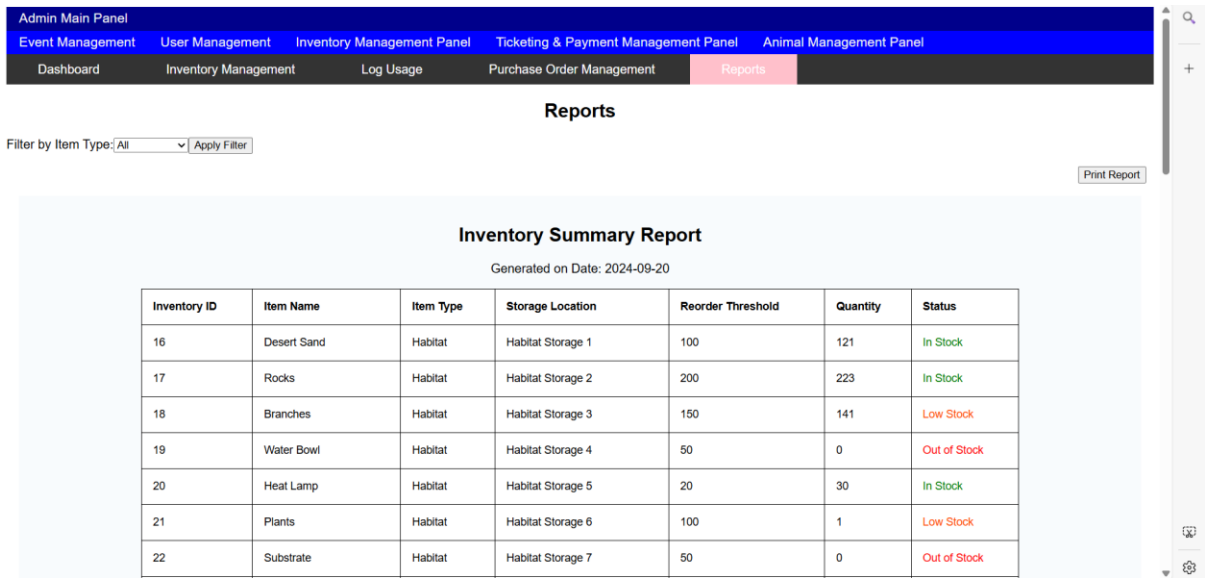 Admin Main Panel
Event Management User Management Inventory Management Panel Ticketing & Payment Management Panel Animal Management Panel
Dashboard Inventory Management Log Usage Purchase Order Management Reports
Reports
Filter by Item Type: All Apply Filter
Print Report
Inventory Summary Report
Generated on Date: 2024-09-20
Inventory ID Item Name Item Type Storage Location Reorder Threshold Quantity Status
16 Desert Sand Habitat Habitat Storage 1 100 121 In Stock
17 Rocks Habitat Habitat Storage 2 200 223 In Stock
18 Branches Habitat Habitat Storage 3 150 141 Low Stock
19 Water Bowl Habitat Habitat Storage 4 50 0 Out of Stock
20 Heat Lamp Habitat Habitat Storage 5 20 30 In Stock
21 Plants Habitat Habitat Storage 6 100 1 Low Stock
22 Substrate Habitat Habitat Storage 7 50 0 Out of Stock